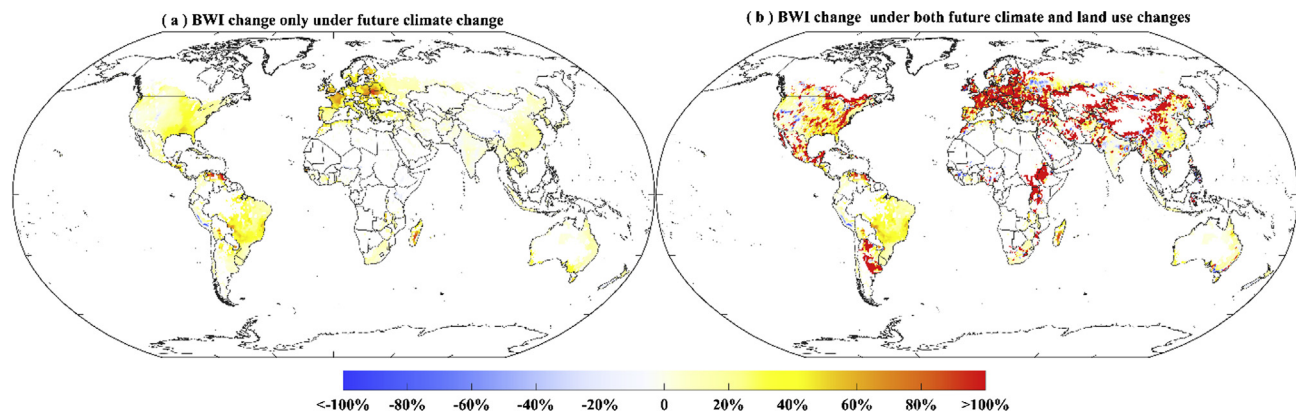 ( a ) BWI change only under future climate change
( b ) BWI change under both future climate and land use changes
<-100% -80% -60% -40% -20% 0 20% 40% 60% 80% >100%